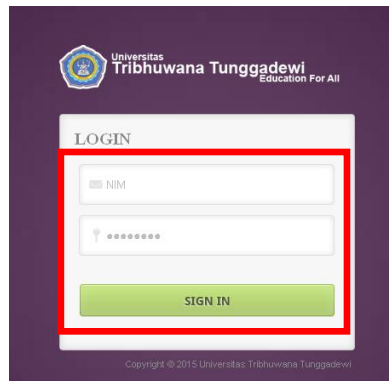 Universitas
Tribhuwana Tunggadewi
Education For All
LOGIN
NIM
SIGN IN
Copyright © 2015 Universitas Tribhuwana Tunggadewi